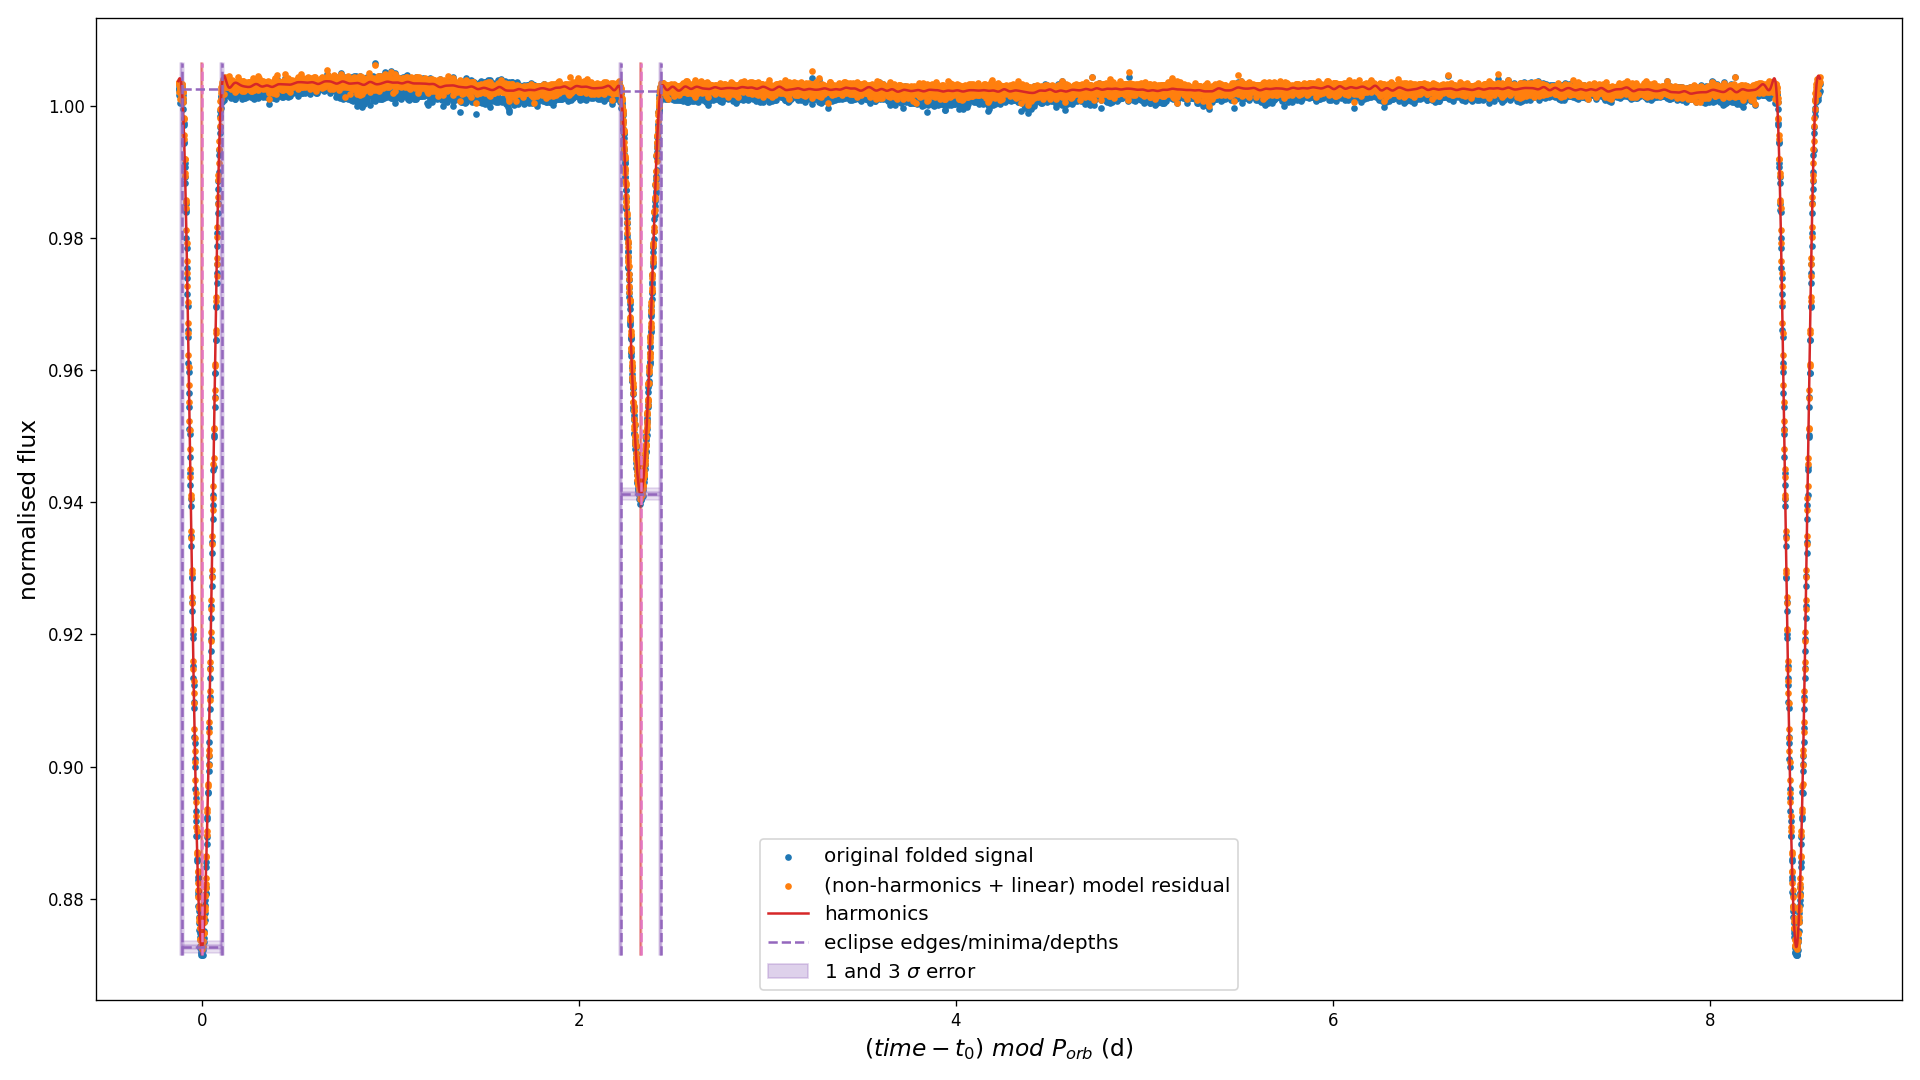 normalised flux
1.00
0.98
0.96
0.94
0.92
0.90
0.88
original folded signal
(non-harmonics + linear) model residual
harmonics
eclipse edges/minima/depths
1 and 3 σ error
0 2 4 6 8
(time − t₀) mod P_orb (d)